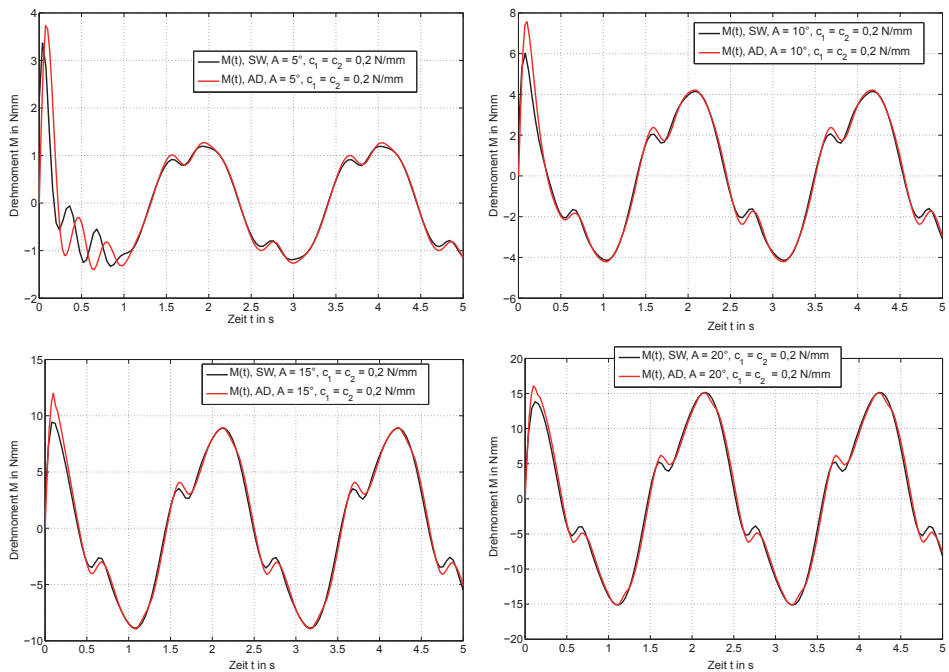 4
3
2
1
0
−1
−2
Drehmoment M in Nmm
M(t), SW, A = 5°, c₁ = c₂ = 0,2 N/mm
M(t), AD, A = 5°, c₁ = c₂ = 0,2 N/mm
0 0.5 1 1.5 2 2.5 3 3.5 4 4.5 5
Zeit t in s
8
6
4
2
0
−2
−4
−6
Drehmoment M in Nmm
M(t), SW, A = 10°, c₁ = c₂ = 0,2 N/mm
M(t), AD, A = 10°, c₁ = c₂ = 0,2 N/mm
0 0.5 1 1.5 2 2.5 3 3.5 4 4.5 5
Zeit t in s
15
10
5
0
−5
−10
Drehmoment M in Nmm
M(t), SW, A = 15°, c₁ = c₂ = 0,2 N/mm
M(t), AD, A = 15°, c₁ = c₂ = 0,2 N/mm
0 0.5 1 1.5 2 2.5 3 3.5 4 4.5 5
Zeit t in s
20
15
10
5
0
−5
−10
−15
−20
Drehmoment M in Nmm
M(t), SW, A = 20°, c₁ = c₂ = 0,2 N/mm
M(t), AD, A = 20°, c₁ = c₂ = 0,2 N/mm
0 0.5 1 1.5 2 2.5 3 3.5 4 4.5 5
Zeit t in s